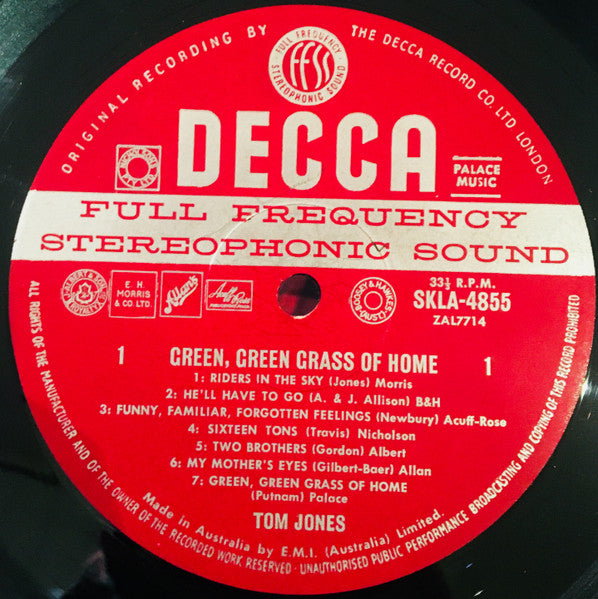 ORIGINAL RECORDING BY
THE DECCA RECORD CO. LTD LONDON
FULL FREQUENCY
ffss
STEREOPHONIC SOUND
DECCA
PALACE
MUSIC
FULL FREQUENCY
STEREOPHONIC SOUND
E. H.
MORRIS
& CO LTD
Allans
BOOSEY & HAWKES
(AUST.)
33⅓ R.P.M.
SKLA-4855
ZAL7714
1 GREEN, GREEN GRASS OF HOME 1
1: RIDERS IN THE SKY (Jones) Morris
2: HE'LL HAVE TO GO (A. & J. Allison) B&H
3: FUNNY, FAMILIAR, FORGOTTEN FEELINGS (Newbury) Acuff-Rose
4: SIXTEEN TONS (Travis) Nicholson
5: TWO BROTHERS (Gordon) Albert
6: MY MOTHER'S EYES (Gilbert-Baer) Allan
7: GREEN, GREEN GRASS OF HOME
(Putnam) Palace
TOM JONES
Made in Australia by E.M.I. (Australia) Limited.
ALL RIGHTS OF THE MANUFACTURER AND OF THE OWNER OF THE RECORDED WORK RESERVED · UNAUTHORISED PUBLIC PERFORMANCE BROADCASTING AND COPYING OF THIS RECORD PROHIBITED